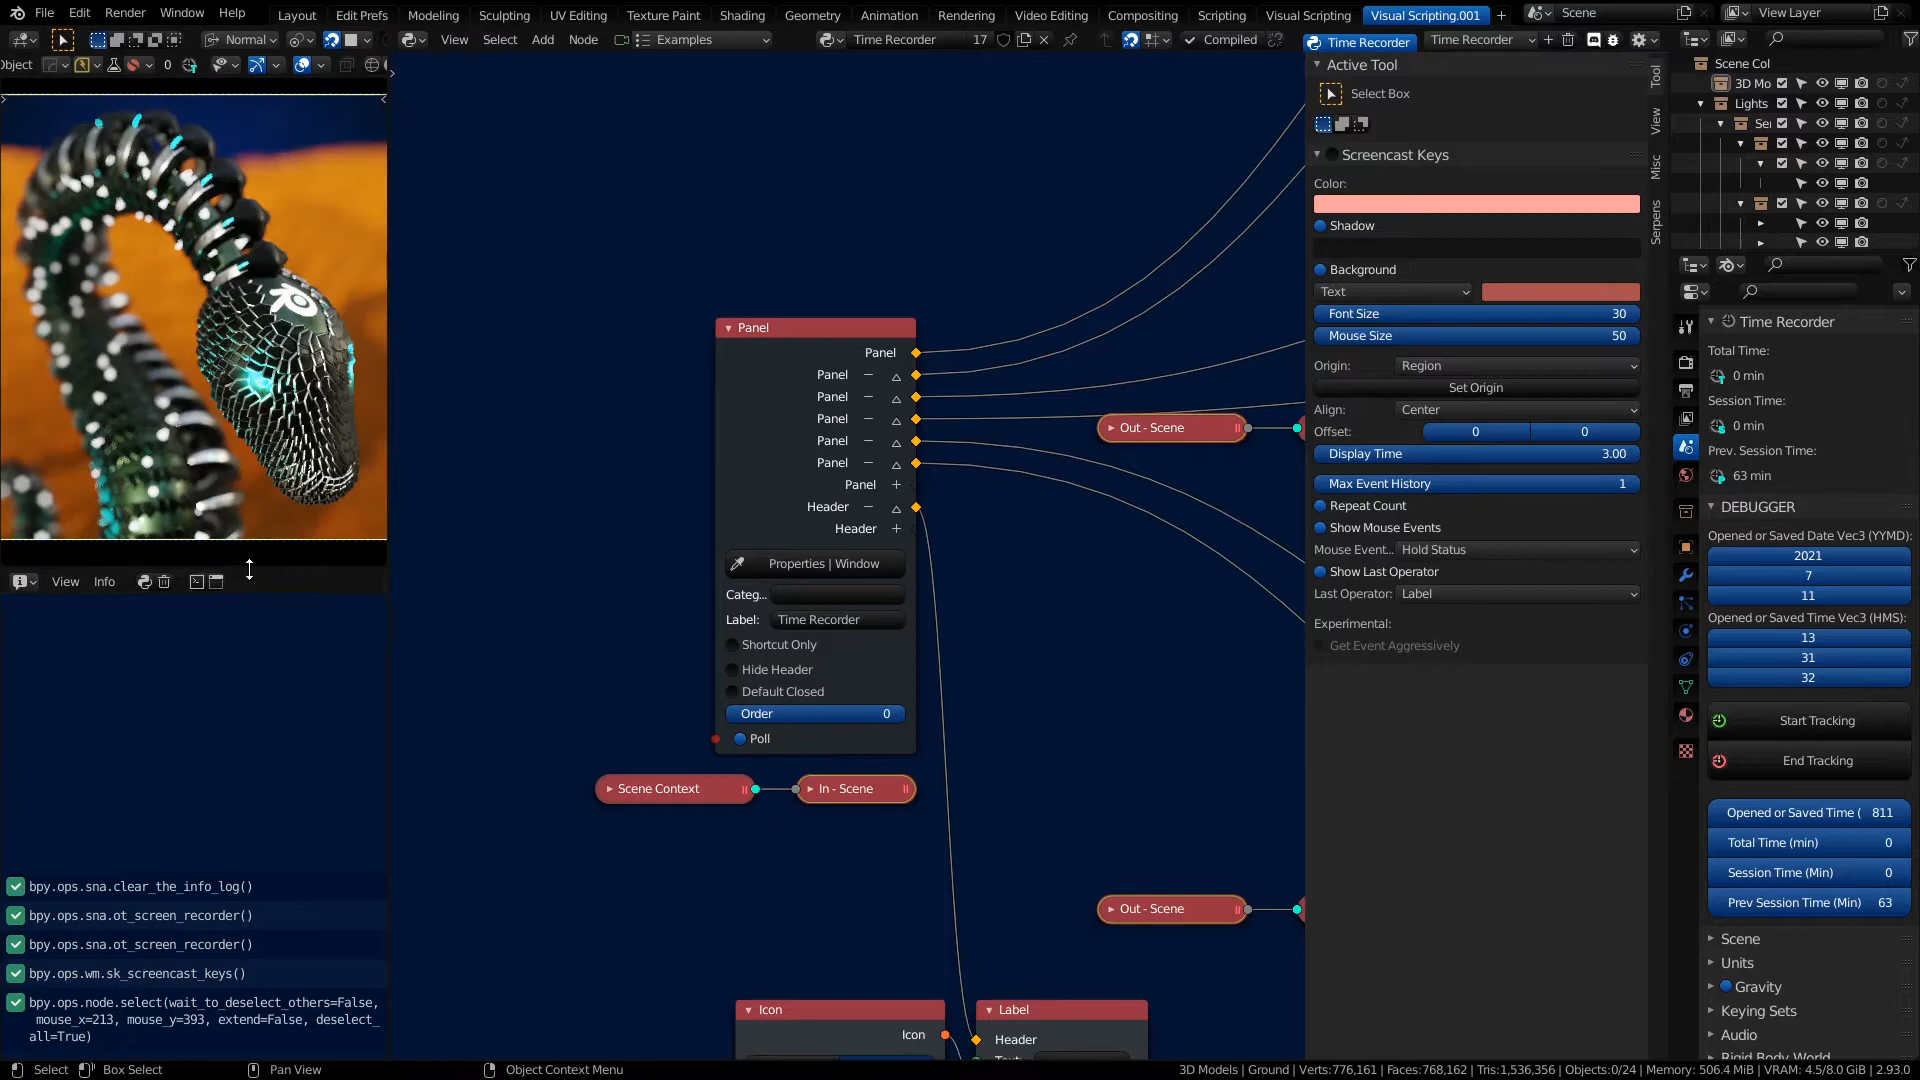 File Edit Render Window Help Layout Edit Prefs Modeling Sculpting UV Editing Texture Paint Shading Geometry Animation Rendering Video Editing Compositing Scripting Visual Scripting Visual Scripting.001 + Scene View Layer
Normal View Select Add Node Examples Time Recorder 17 Compiled Time Recorder Time Recorder
Object 0
Active Tool
Select Box
Screencast Keys
Color:
Shadow
Background
Text
Font Size 30
Mouse Size 50
Origin: Region
Set Origin
Align: Center
Offset: 0 0
Display Time 3.00
Max Event History 1
Repeat Count
Show Mouse Events
Mouse Event... Hold Status
Show Last Operator
Last Operator: Label
Experimental:
Get Event Aggressively
Tool
View
Misc
Serpens
Scene Col
3D Mo
Lights
Ser
Time Recorder
Total Time:
0 min
Session Time:
0 min
Prev. Session Time:
63 min
DEBUGGER
Opened or Saved Date Vec3 (YYMD):
2021
7
11
Opened or Saved Time Vec3 (HMS):
13
31
32
Start Tracking
End Tracking
Opened or Saved Time ( 811
Total Time (min) 0
Session Time (Min) 0
Prev Session Time (Min) 63
Scene
Units
Gravity
Keying Sets
Audio
Rigid Body World
Panel
Panel
Panel
Panel
Panel
Panel
Panel
Panel +
Header
Header +
Properties | Window
Categ...
Label: Time Recorder
Shortcut Only
Hide Header
Default Closed
Order 0
Poll
Scene Context
In - Scene
Out - Scene
Out - Scene
Icon
Icon
Label
Header
View Info
bpy.ops.sna.clear_the_info_log()
bpy.ops.sna.ot_screen_recorder()
bpy.ops.sna.ot_screen_recorder()
bpy.ops.wm.sk_screencast_keys()
bpy.ops.node.select(wait_to_deselect_others=False,
mouse_x=213, mouse_y=393, extend=False, deselect_
all=True)
Select Box Select Pan View Object Context Menu 3D Models | Ground | Verts:776,161 | Faces:768,162 | Tris:1,536,356 | Objects:0/24 | Memory: 506.4 MiB | VRAM: 4.5/8.0 GiB | 2.93.0